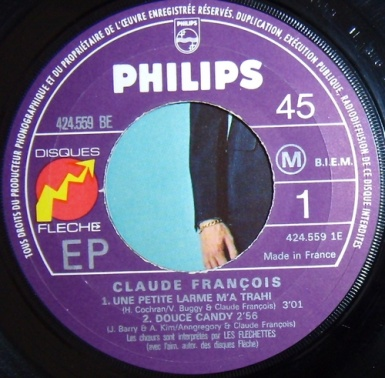 TOUS DROITS DU PRODUCTEUR PHONOGRAPHIQUE ET DU PROPRIÉTAIRE DE L'ŒUVRE ENREGISTRÉE RÉSERVÉS. DUPLICATION, EXÉCUTION PUBLIQUE, RADIODIFFUSION DE CE DISQUE INTERDITES
PHILIPS
PHILIPS
424.559 BE
45
DISQUES
FLECHE
M
B.I.E.M.
EP
1
424.559 1E
Made in France
CLAUDE FRANÇOIS
1. UNE PETITE LARME M'A TRAHI
(H. Cochran/V. Buggy & Claude François) 3'01
2. DOUCE CANDY 2'56
(J. Barry & A. Kim/Anngregory & Claude François)
Les chœurs sont interprétés par LES FLÉCHETTES
(avec l'aim. autor. des disques Flèche)